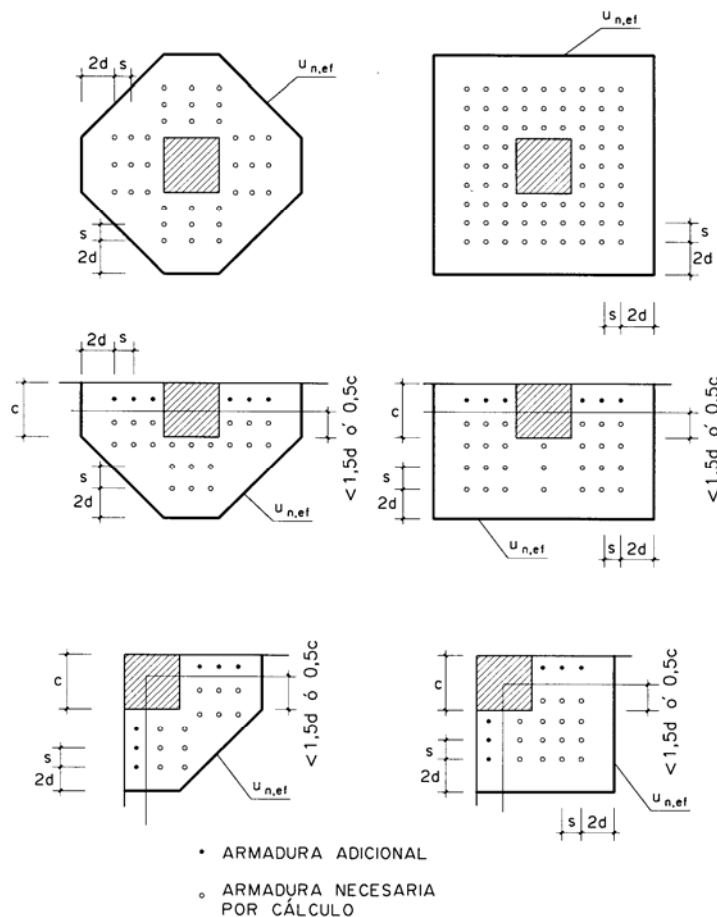 u n,ef
2d s
u n,ef
s
2d
s
2d
s 2d
2d s
c
<1,5d ó 0,5c
s
2d
u n,ef
c
<1,5d ó 0,5c
s
2d
u n,ef
s 2d
c
<1,5d ó 0,5c
s
2d
u n,ef
c
<1,5d ó 0,5c
s
2d
u n,ef
s 2d
• ARMADURA ADICIONAL
○ ARMADURA NECESARIA
POR CÁLCULO